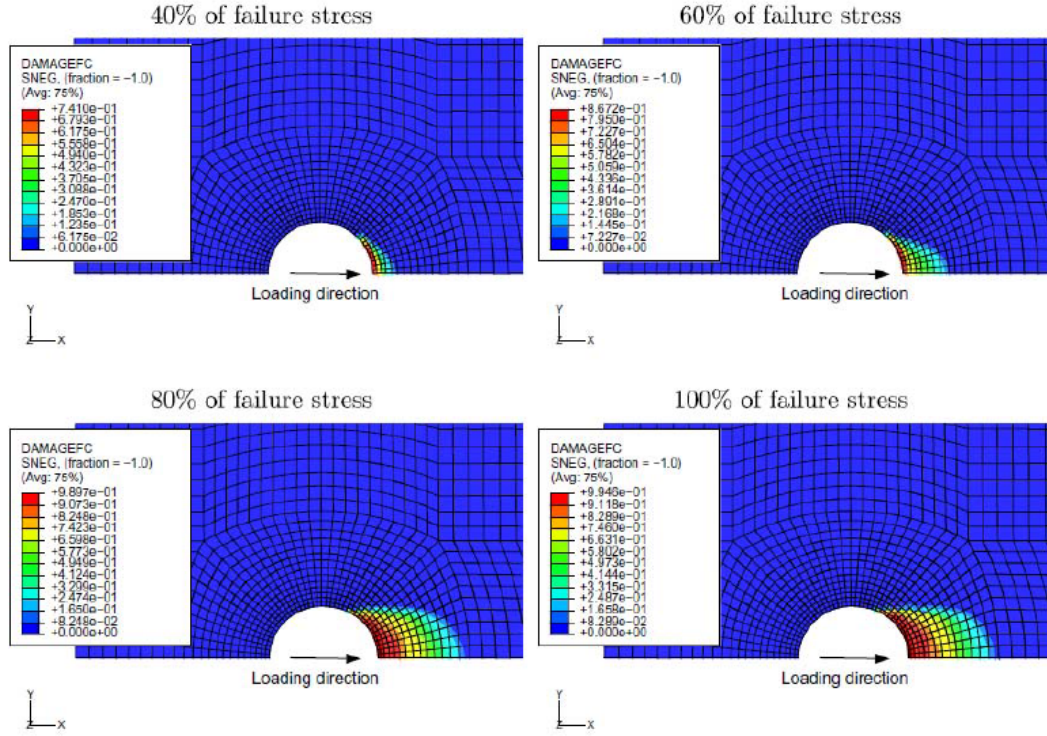 40% of failure stress
DAMAGEFC
SNEG, (fraction = −1.0)
(Avg: 75%)
+7.410e−01
+6.793e−01
+6.175e−01
+5.558e−01
+4.940e−01
+4.323e−01
+3.705e−01
+3.088e−01
+2.470e−01
+1.853e−01
+1.235e−01
+6.175e−02
+0.000e+00
Loading direction
Y
Z
X
60% of failure stress
DAMAGEFC
SNEG, (fraction = −1.0)
(Avg: 75%)
+8.672e−01
+7.950e−01
+7.227e−01
+6.504e−01
+5.782e−01
+5.059e−01
+4.336e−01
+3.614e−01
+2.891e−01
+2.168e−01
+1.445e−01
+7.227e−02
+0.000e+00
Loading direction
Y
Z
X
80% of failure stress
DAMAGEFC
SNEG, (fraction = −1.0)
(Avg: 75%)
+9.897e−01
+9.073e−01
+8.248e−01
+7.423e−01
+6.598e−01
+5.773e−01
+4.949e−01
+4.124e−01
+3.299e−01
+2.474e−01
+1.650e−01
+8.248e−02
+0.000e+00
Loading direction
Y
Z
X
100% of failure stress
DAMAGEFC
SNEG, (fraction = −1.0)
(Avg: 75%)
+9.946e−01
+9.118e−01
+8.289e−01
+7.460e−01
+6.631e−01
+5.802e−01
+4.973e−01
+4.144e−01
+3.315e−01
+2.487e−01
+1.658e−01
+8.290e−02
+0.000e+00
Loading direction
Y
Z
X